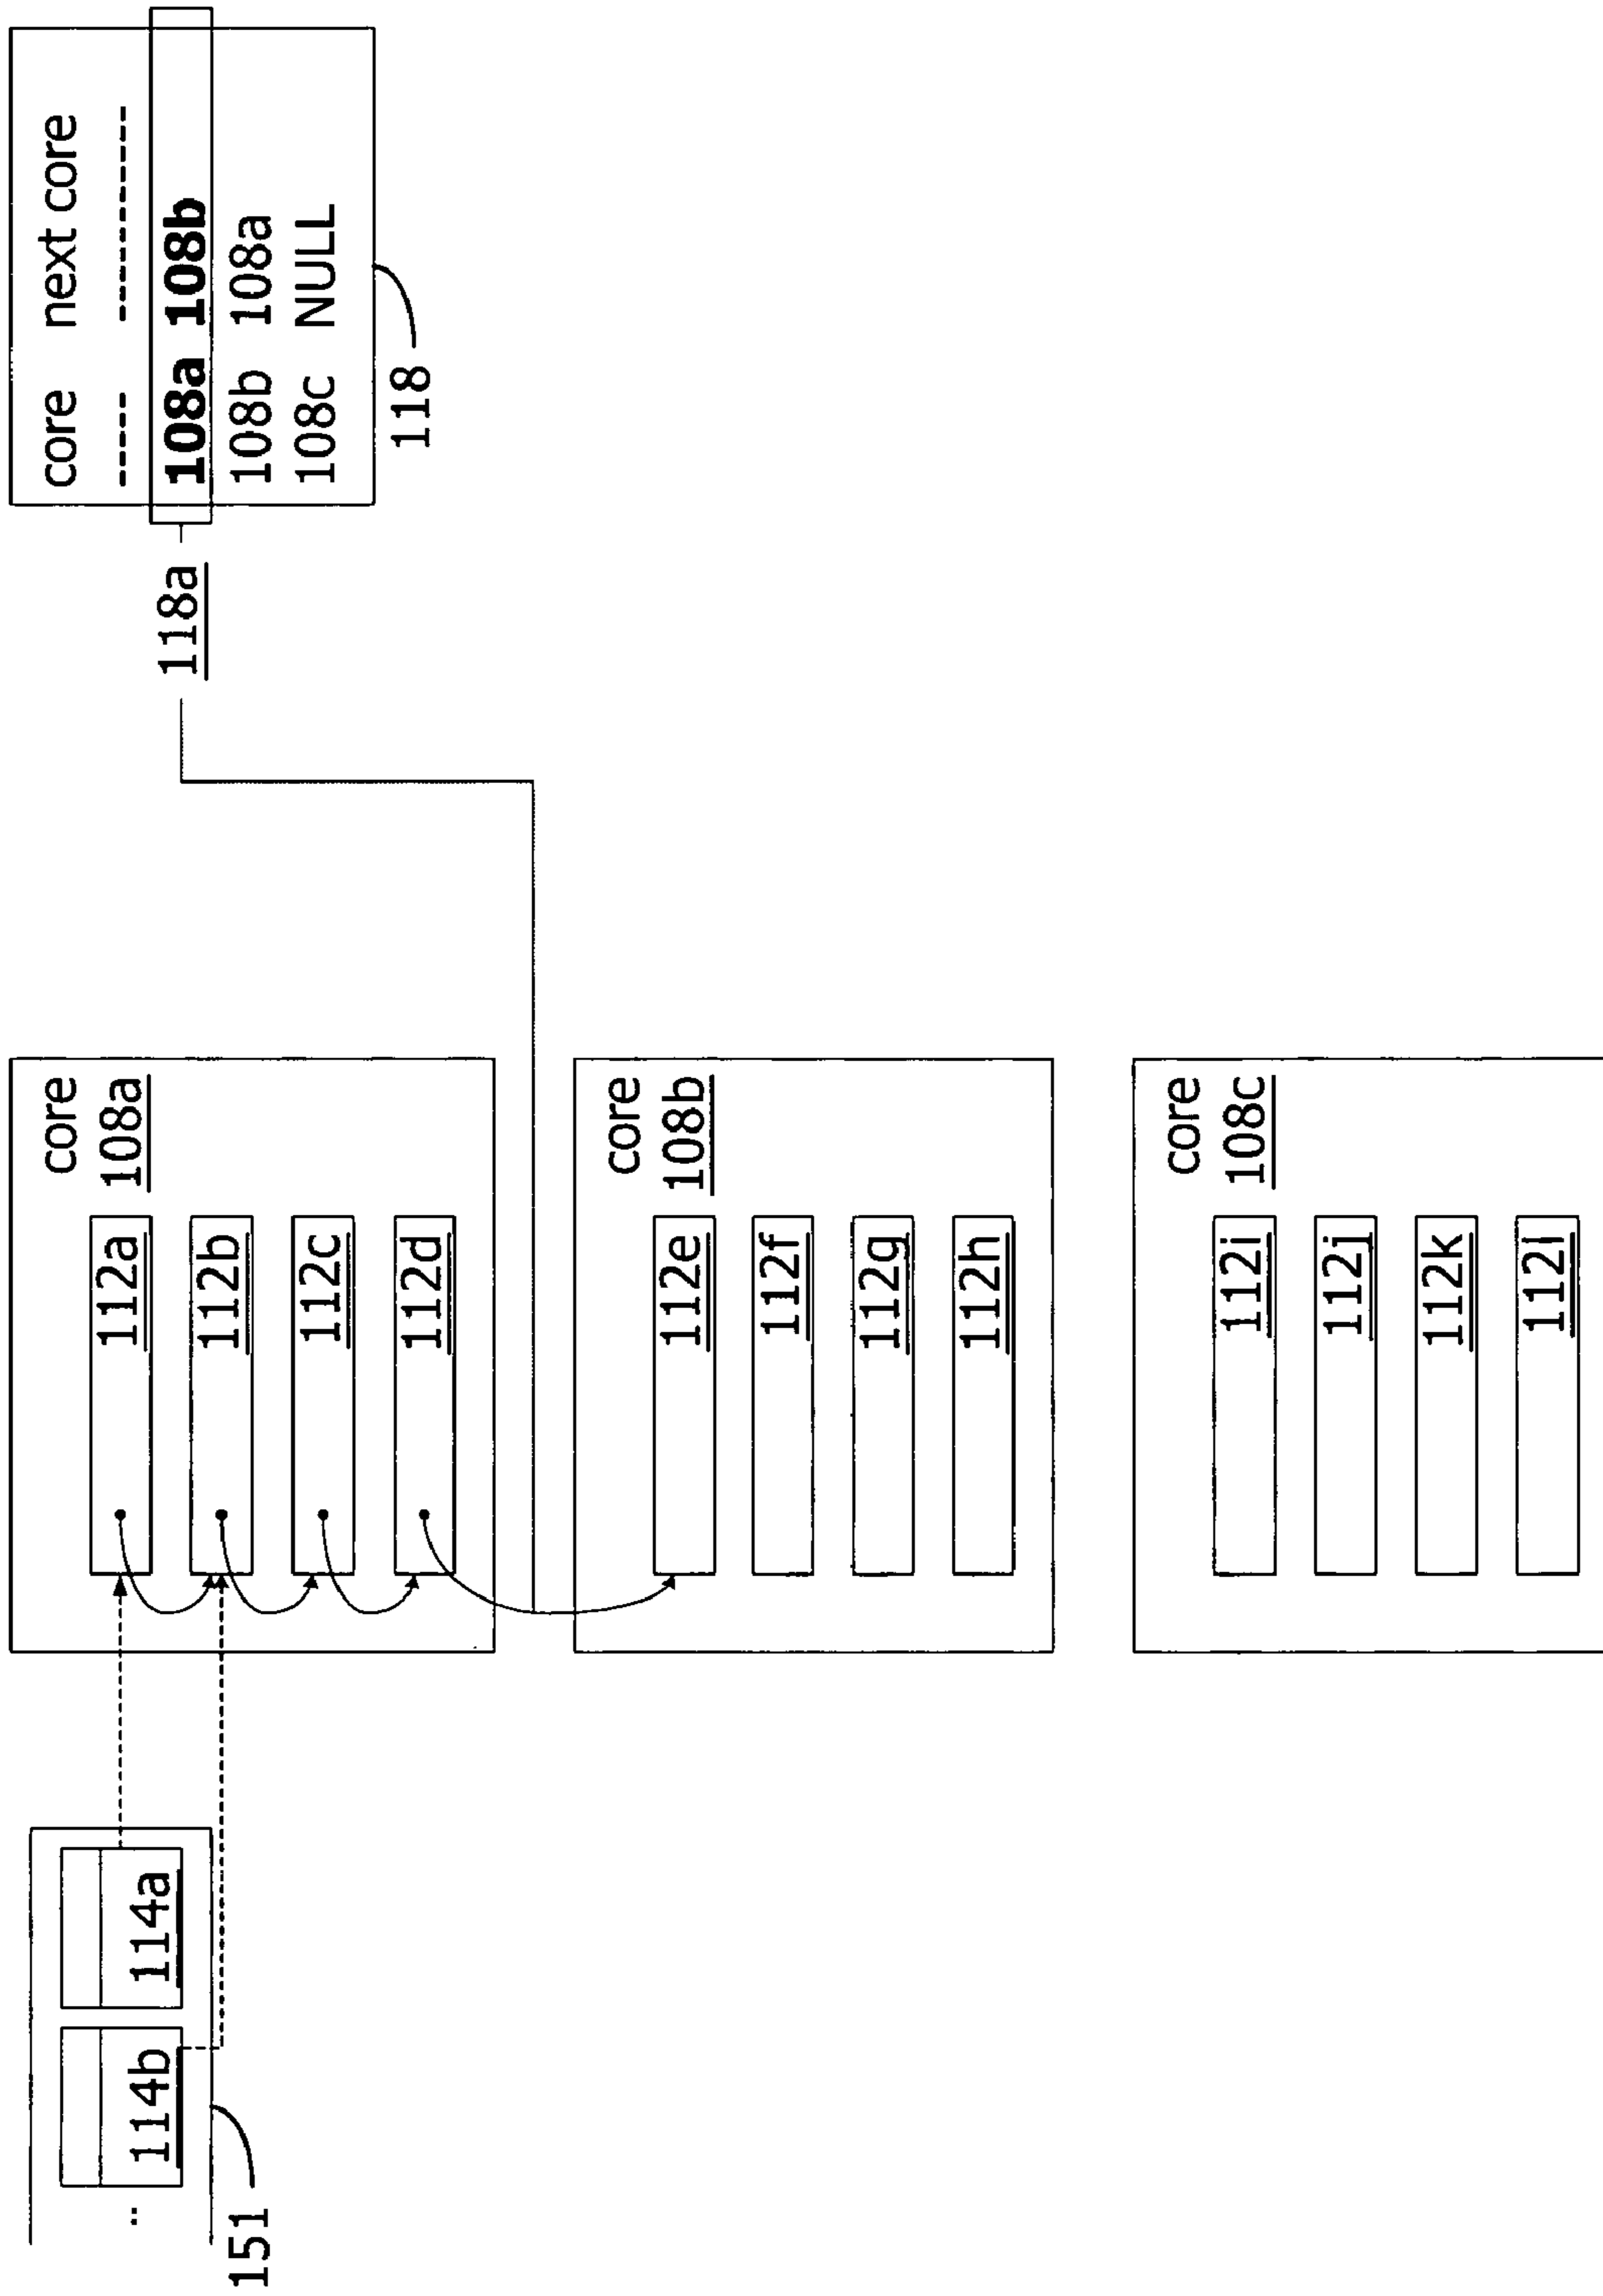 114b 114a
..
151
core
108a
112a
112b
112c
112d
core
108b
112e
112f
112g
112h
core
108c
112i
112j
112k
112l
118a
core next core
----- -----------
108a 108b
108b 108a
108c NULL
118